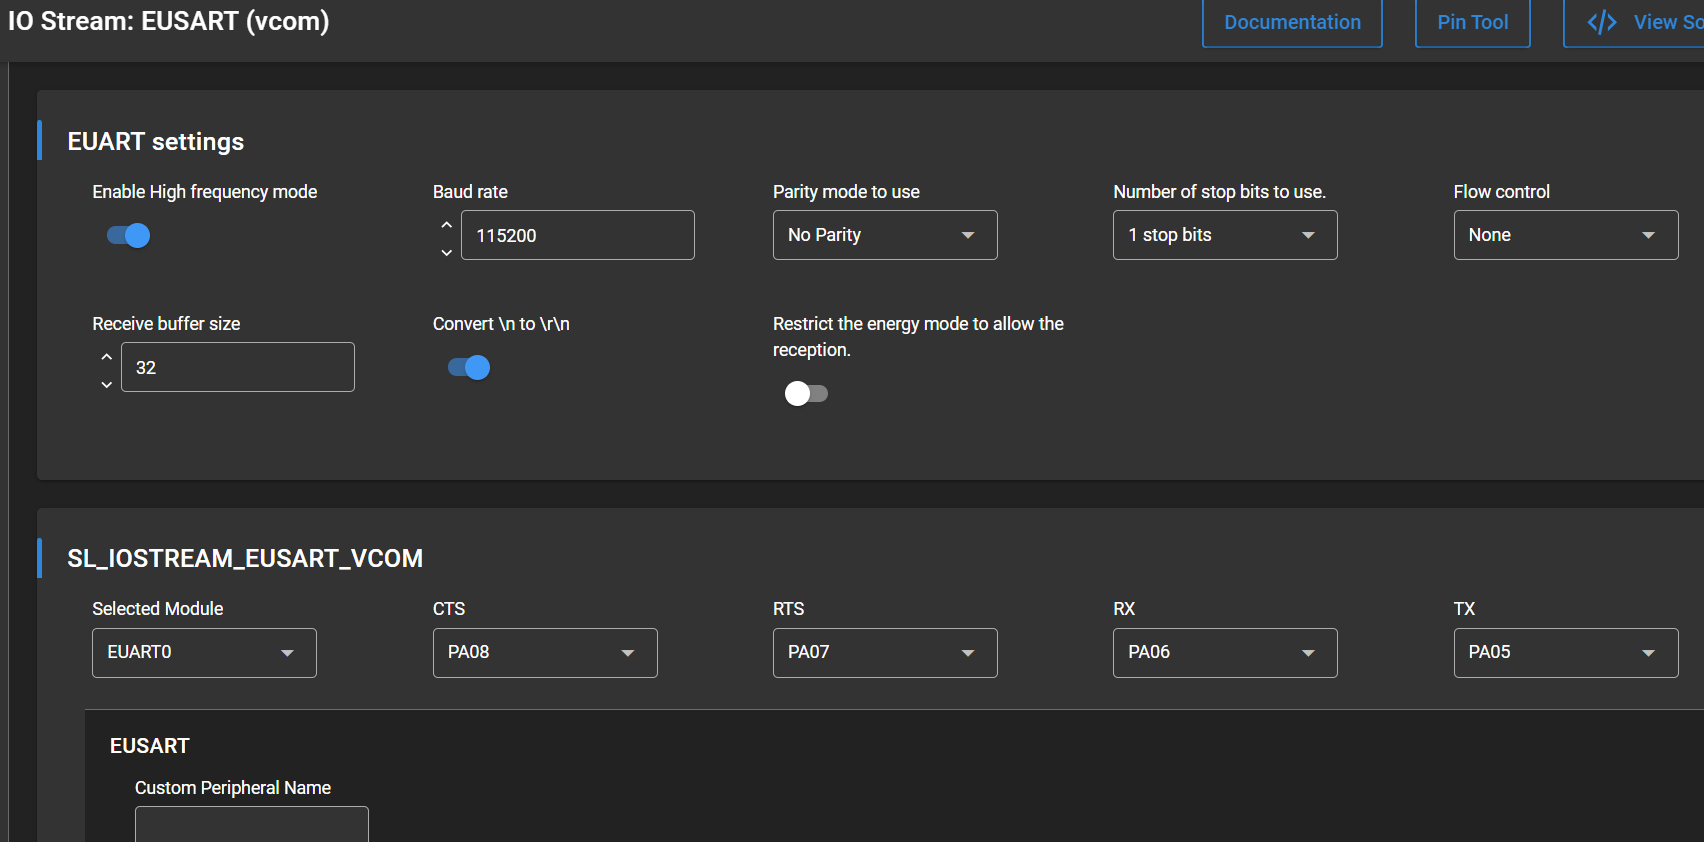 IO Stream: EUSART (vcom)
Documentation
Pin Tool
</> View So
EUART settings
Enable High frequency mode
Baud rate
Parity mode to use
Number of stop bits to use.
Flow control
115200
No Parity
1 stop bits
None
Receive buffer size
Convert \n to \r\n
Restrict the energy mode to allow the
reception.
32
SL_IOSTREAM_EUSART_VCOM
Selected Module
CTS
RTS
RX
TX
EUART0
PA08
PA07
PA06
PA05
EUSART
Custom Peripheral Name